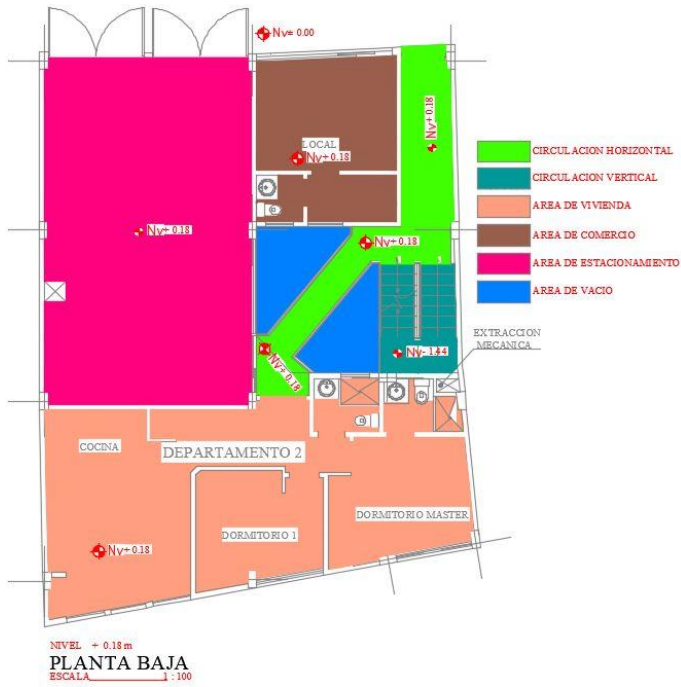 Nv± 0.00
Nv+0.18
LOCAL
Nv+0.18
Nv+0.18
Nv+0.18
Nv-1.44
Nv+0.18
CIRCULACION HORIZONTAL
CIRCULACION VERTICAL
AREA DE VIVIENDA
AREA DE COMERCIO
AREA DE ESTACIONAMIENTO
AREA DE VACIO
EXTRACCION
MECANICA
COCINA
DEPARTAMENTO 2
DORMITORIO MASTER
DORMITORIO 1
Nv+0.18
NIVEL + 0.18 m
PLANTA BAJA
ESCALA 1 : 100